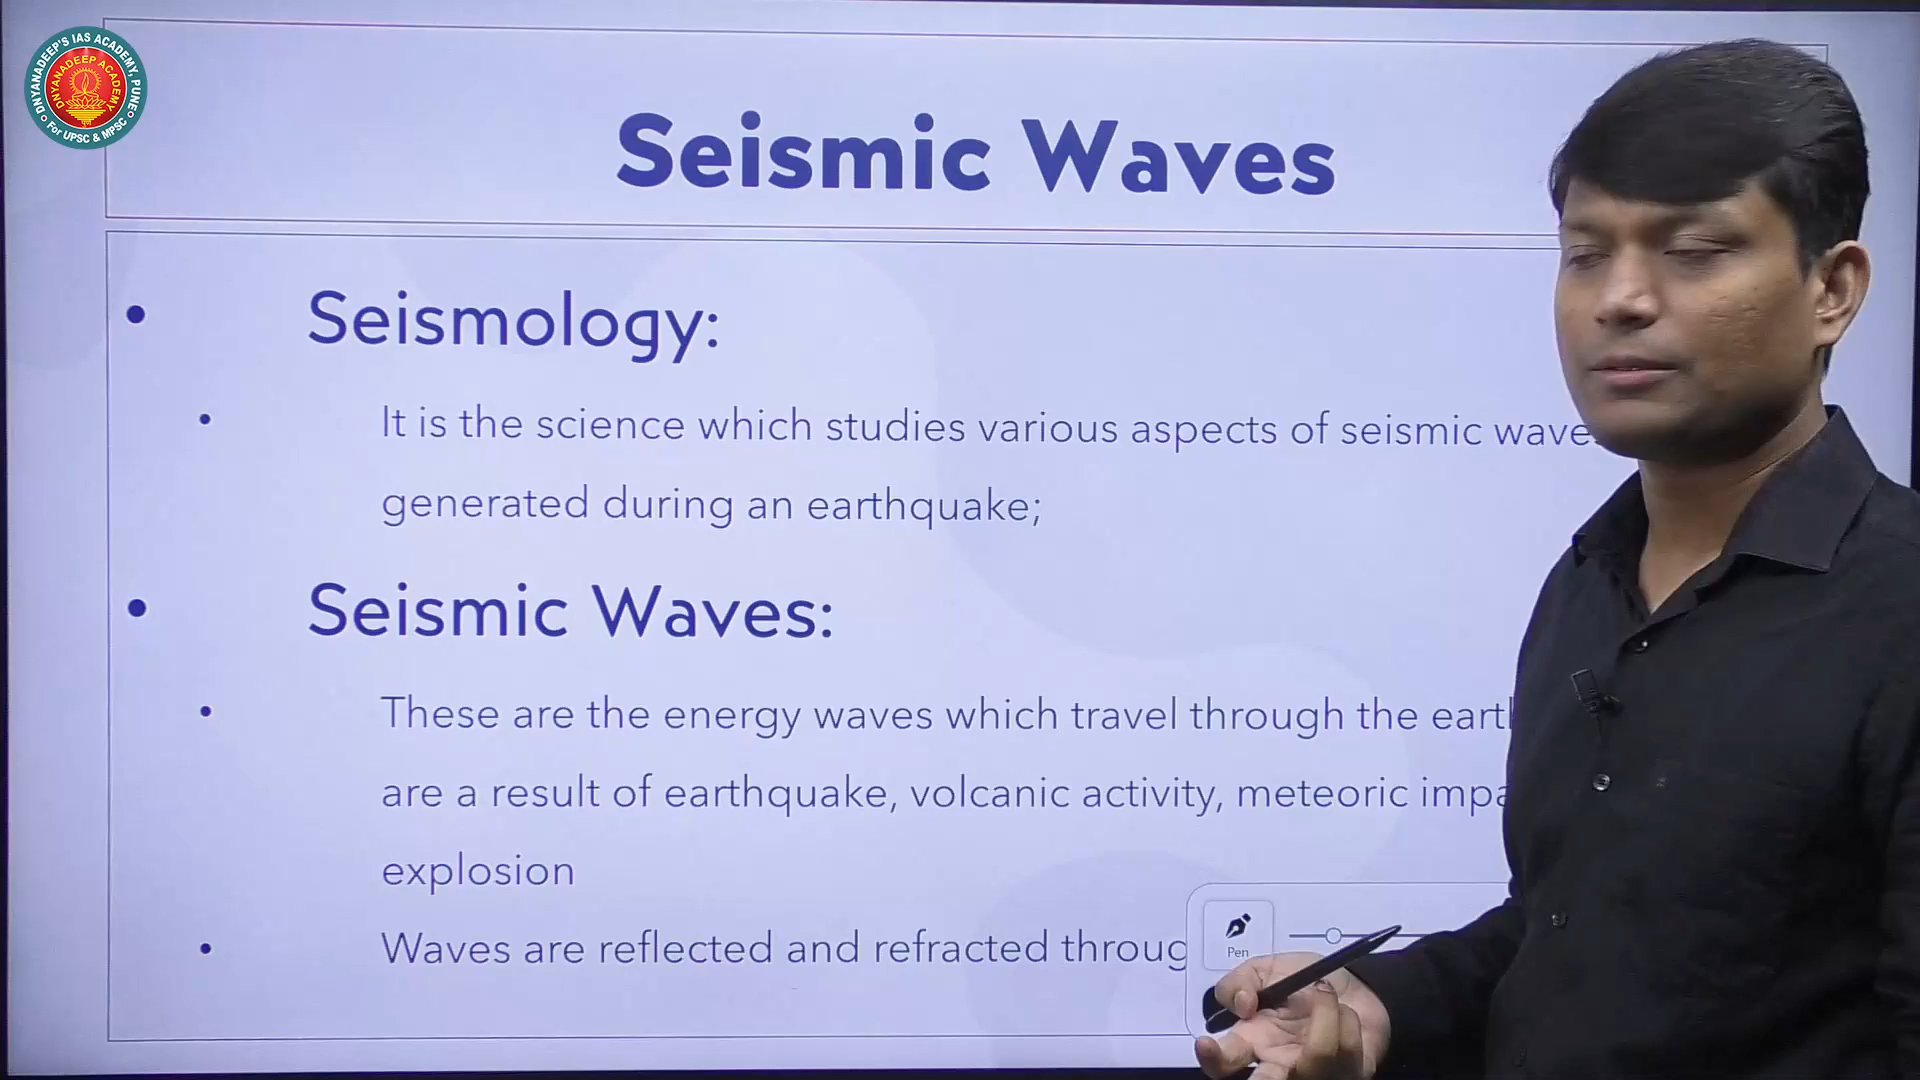 DNYANADEEP'S IAS ACADEMY, PUNE.
DNYANADEEP ACADEMY
For UPSC & MPSC
Seismic Waves
• Seismology:
• It is the science which studies various aspects of seismic wave
generated during an earthquake;
• Seismic Waves:
• These are the energy waves which travel through the eart
are a result of earthquake, volcanic activity, meteoric impa
explosion
• Waves are reflected and refracted throug
Pen